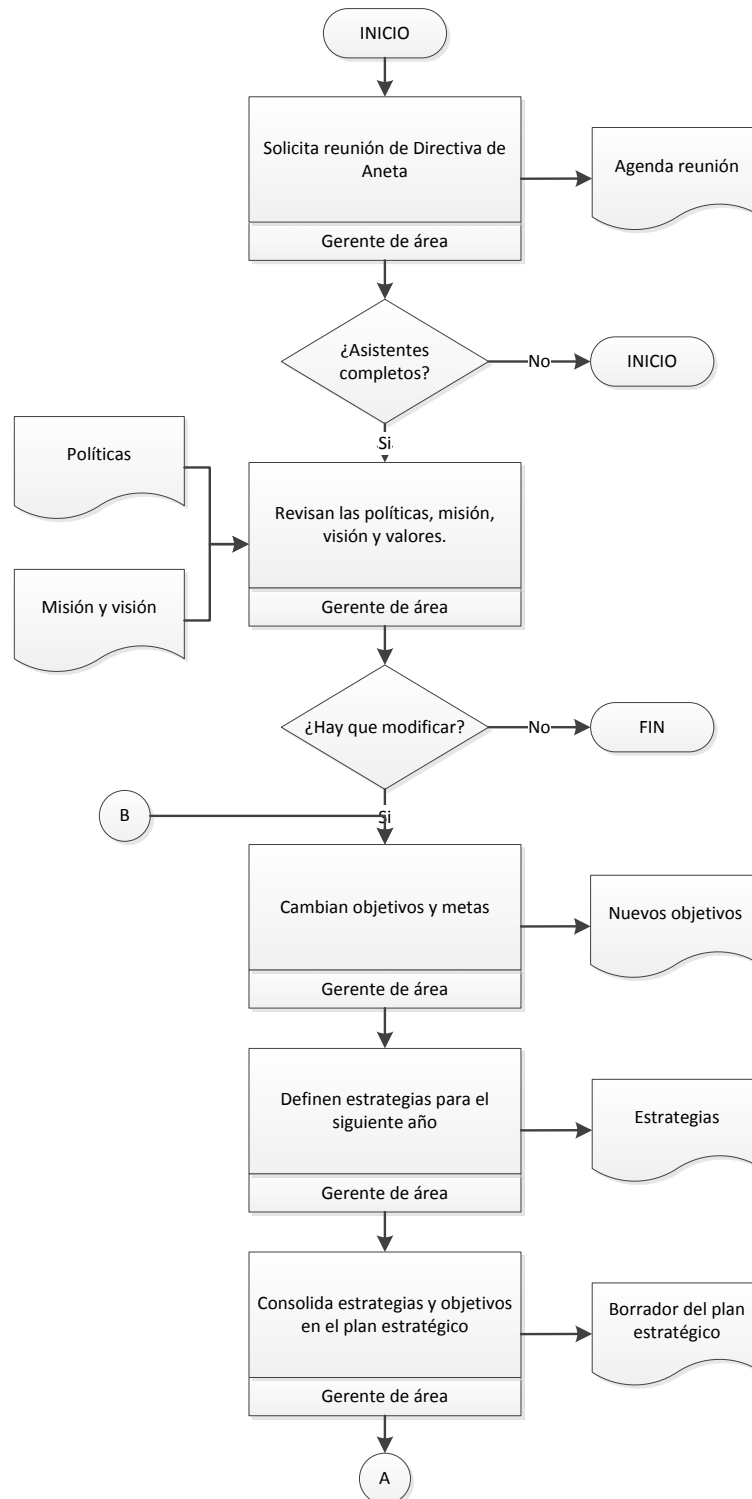 INICIO
Solicita reunión de Directiva de
Aneta
Gerente de área
Agenda reunión
¿Asistentes
completos?
No
INICIO
Si
Políticas
Misión y visión
Revisan las políticas, misión,
visión y valores.
Gerente de área
¿Hay que modificar?
No
FIN
Si
B
Cambian objetivos y metas
Gerente de área
Nuevos objetivos
Definen estrategias para el
siguiente año
Gerente de área
Estrategias
Consolida estrategias y objetivos
en el plan estratégico
Gerente de área
Borrador del plan
estratégico
A